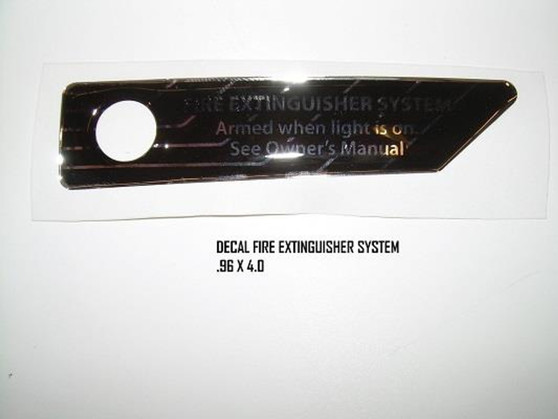 FIRE EXTINGUISHER SYSTEM
Armed when light is on.
See Owner's Manual
DECAL FIRE EXTINGUISHER SYSTEM
.96 X 4.0